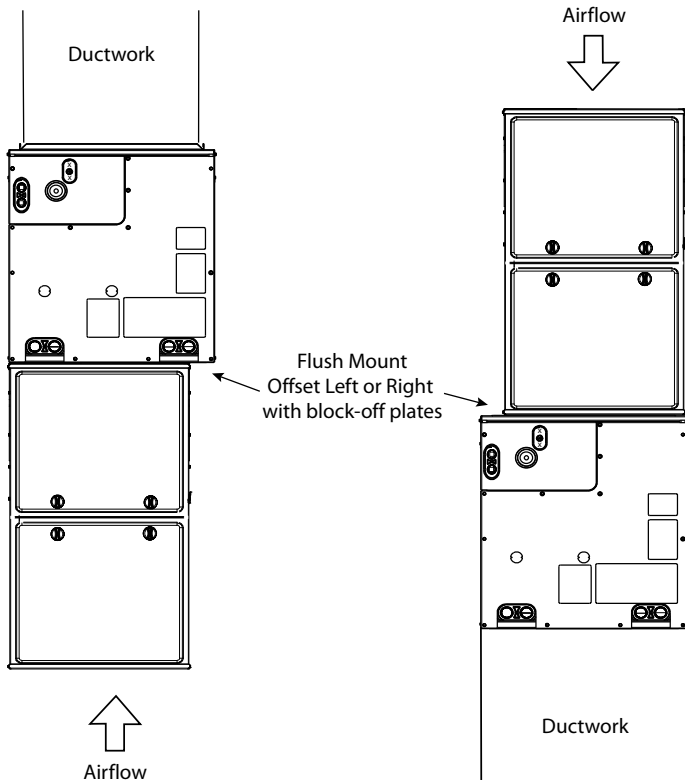 Ductwork
Airflow
Flush Mount
Offset Left or Right
with block-off plates
Airflow
Ductwork